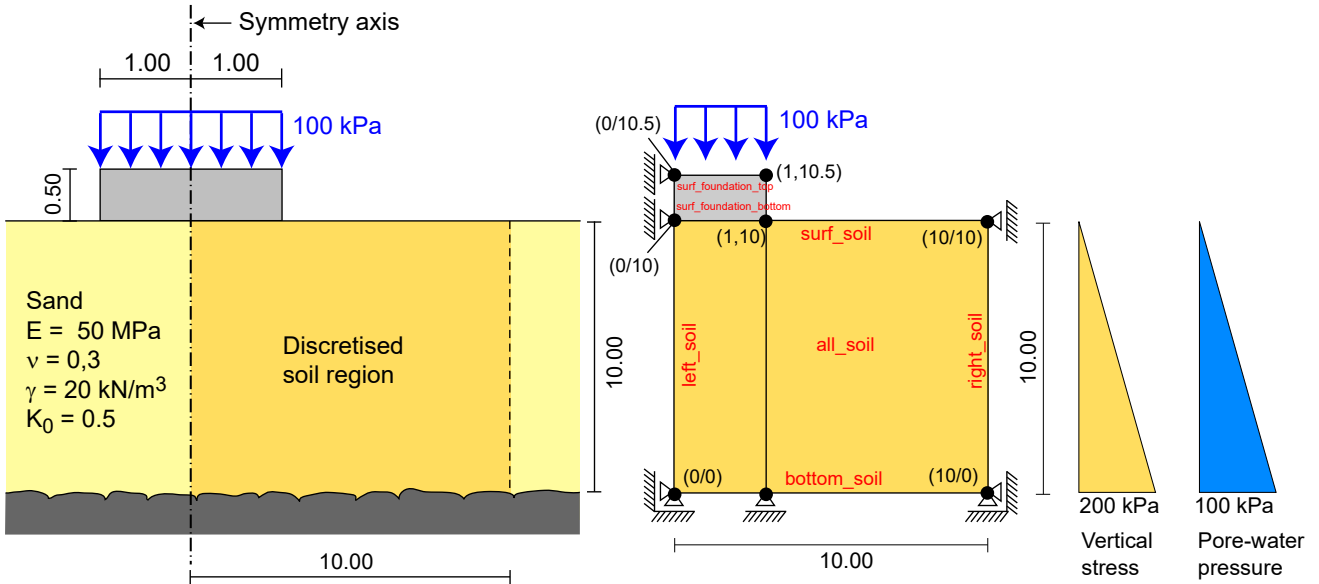 Symmetry axis
1.00
1.00
100 kPa
0.50
Sand
E = 50 MPa
ν = 0,3
γ = 20 kN/m³
K₀ = 0.5
Discretised
soil region
10.00
10.00
(0/10.5)
100 kPa
(1,10.5)
surf_foundation_top
surf_foundation_bottom
(1,10)
surf_soil
(10/10)
(0/10)
left_soil
all_soil
right_soil
10.00
(0/0)
bottom_soil
(10/0)
10.00
200 kPa
Vertical
stress
100 kPa
Pore-water
pressure